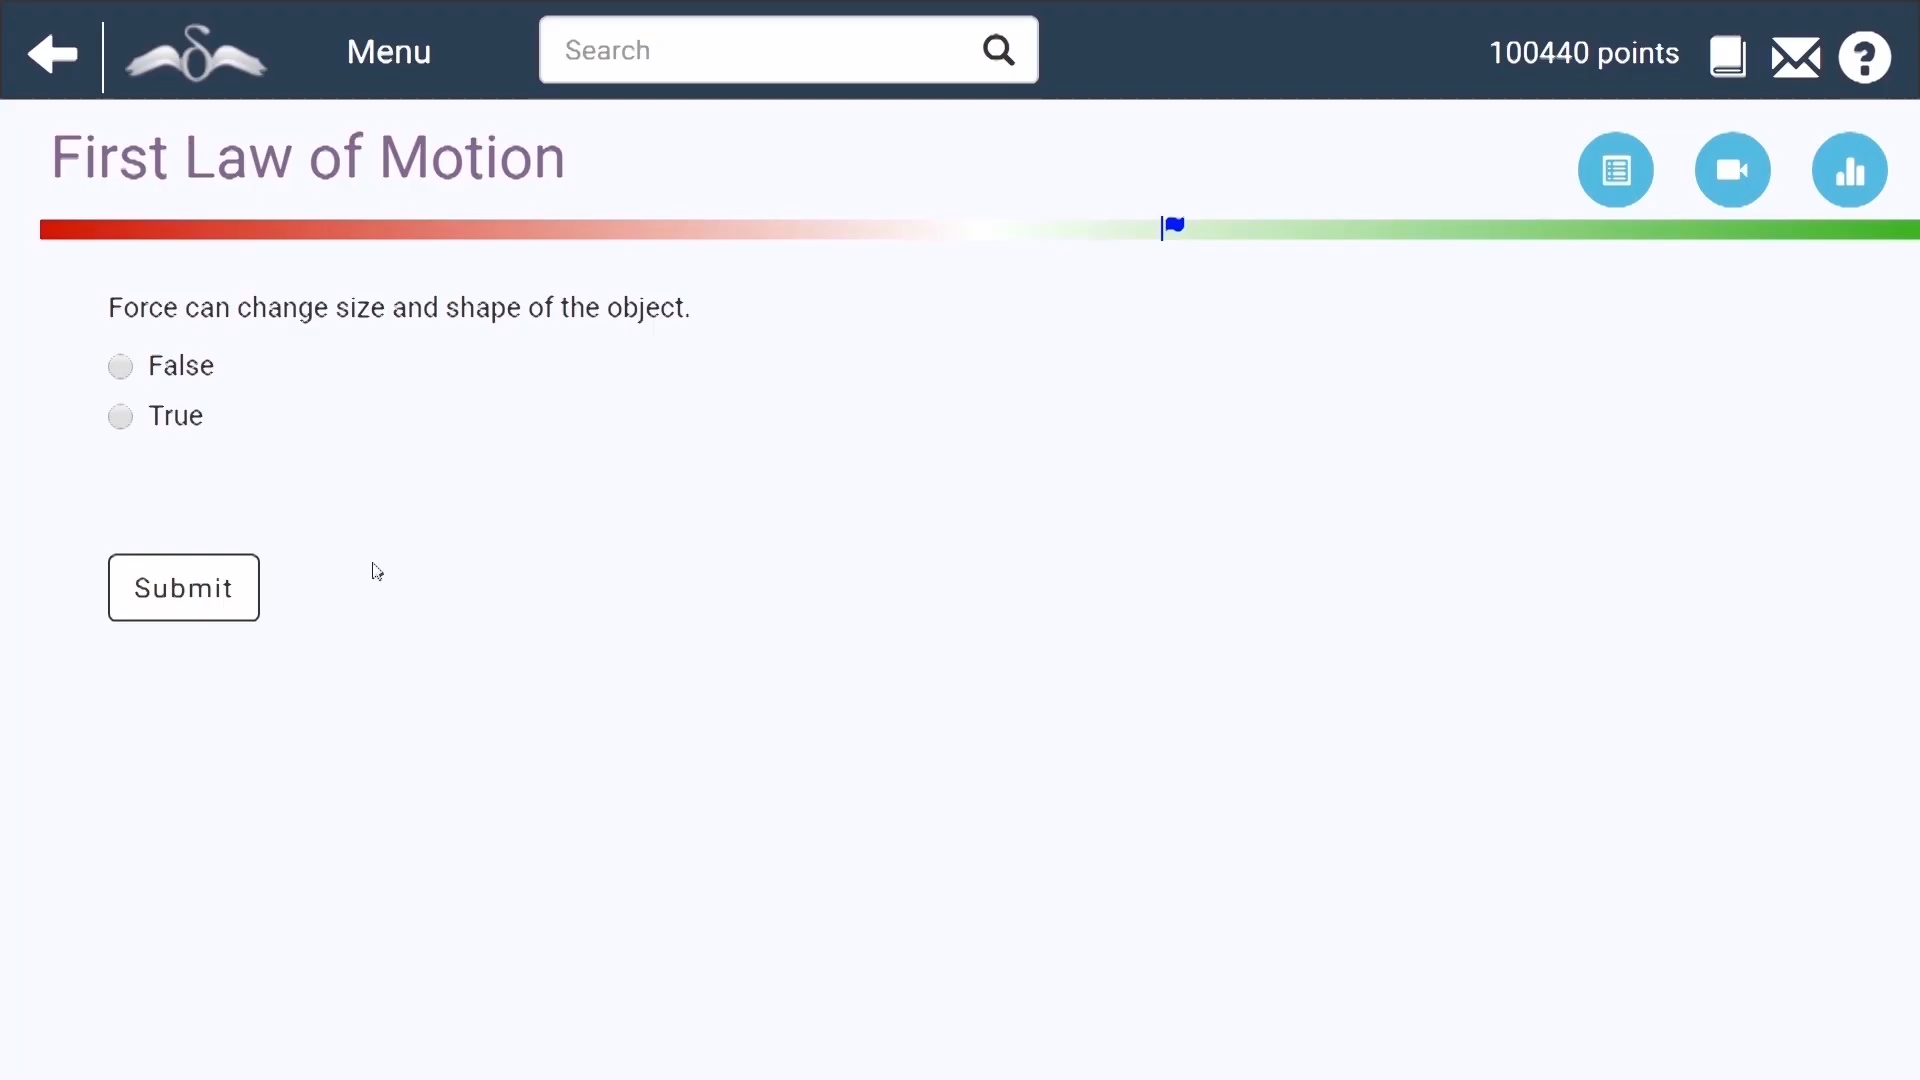 Menu
Search
100440 points
First Law of Motion
Force can change size and shape of the object.
False
True
Submit